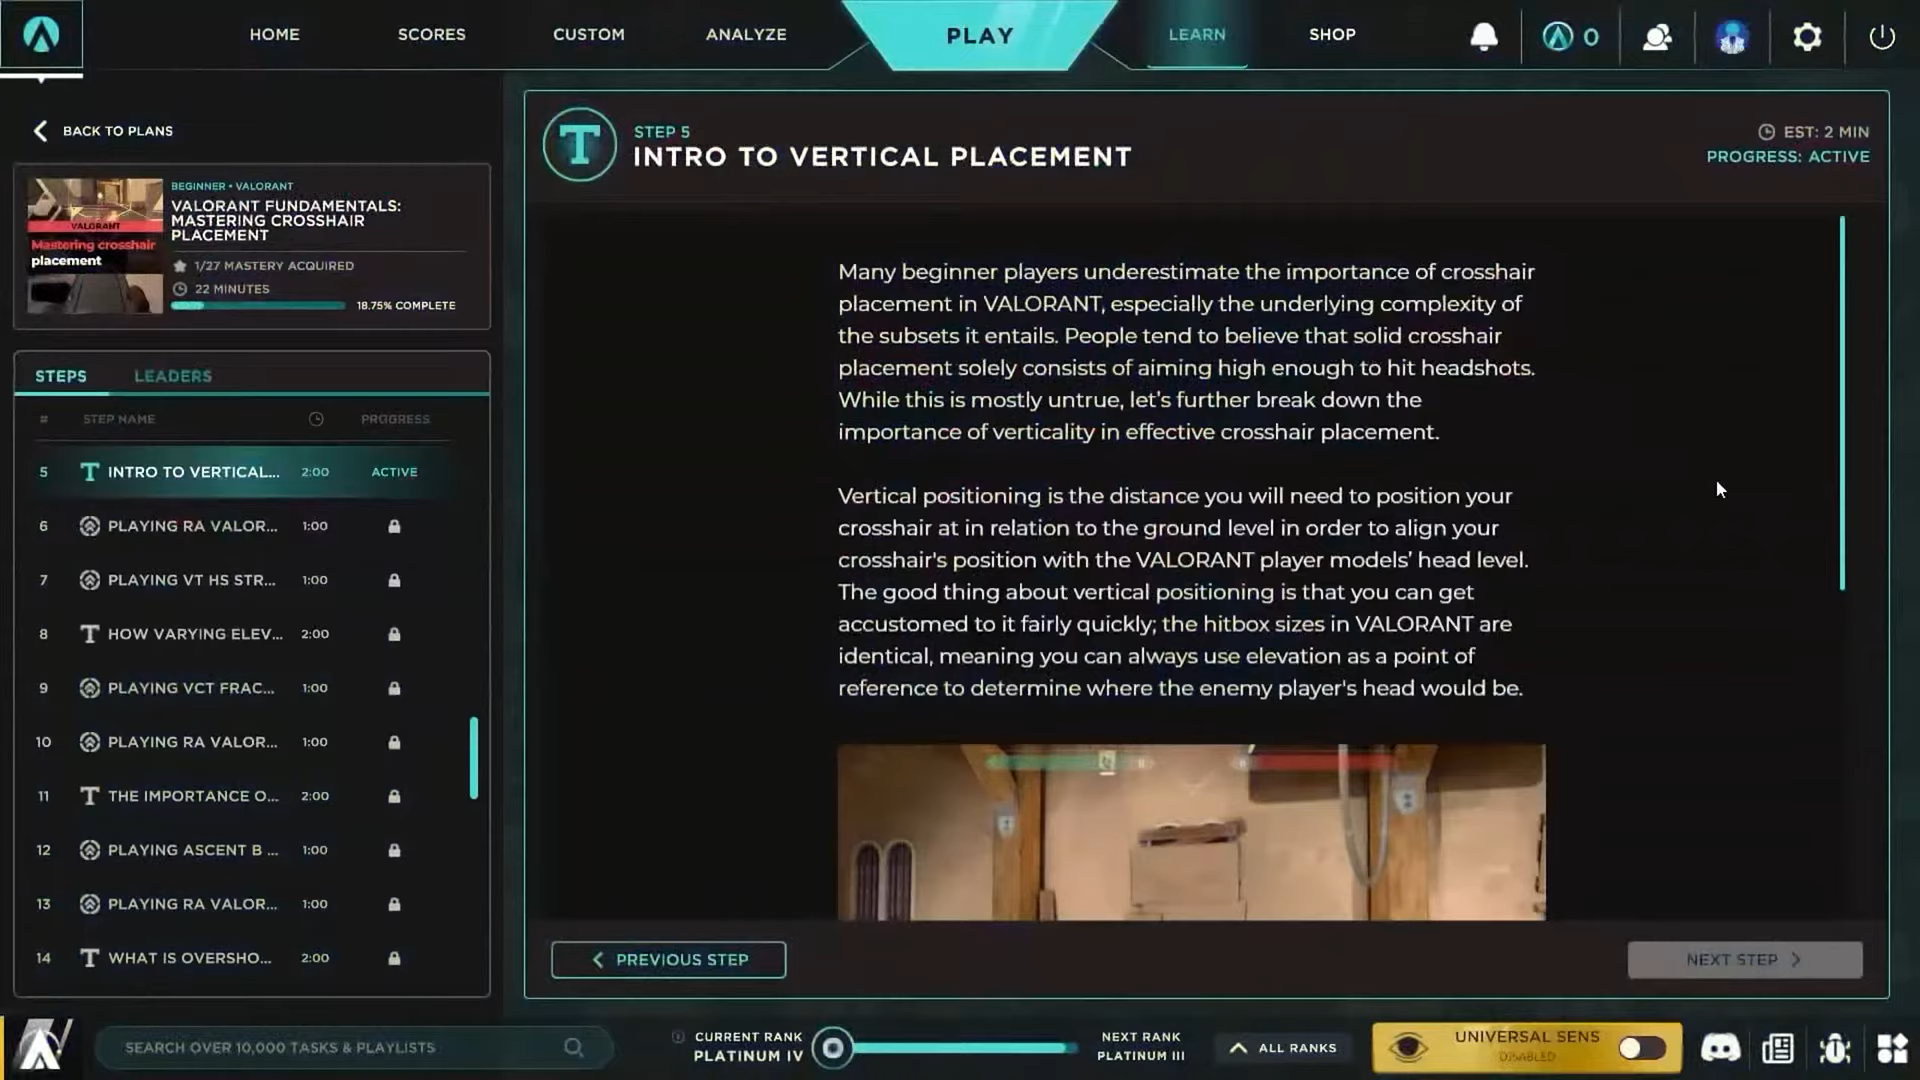 HOME
SCORES
CUSTOM
ANALYZE
PLAY
LEARN
SHOP
0
BACK TO PLANS
VALORANT
Mastering crosshair
placement
BEGINNER • VALORANT
VALORANT FUNDAMENTALS:
MASTERING CROSSHAIR
PLACEMENT
1/27 MASTERY ACQUIRED
22 MINUTES
18.75% COMPLETE
STEPS LEADERS
# STEP NAME PROGRESS
5 T INTRO TO VERTICAL... 2:00 ACTIVE
6 PLAYING RA VALOR... 1:00
7 PLAYING VT HS STR... 1:00
8 T HOW VARYING ELEV... 2:00
9 PLAYING VCT FRAC... 1:00
10 PLAYING RA VALOR... 1:00
11 T THE IMPORTANCE O... 2:00
12 PLAYING ASCENT B ... 1:00
13 PLAYING RA VALOR... 1:00
14 T WHAT IS OVERSHO... 2:00
T
STEP 5
INTRO TO VERTICAL PLACEMENT
EST: 2 MIN
PROGRESS: ACTIVE
Many beginner players underestimate the importance of crosshair
placement in VALORANT, especially the underlying complexity of
the subsets it entails. People tend to believe that solid crosshair
placement solely consists of aiming high enough to hit headshots.
While this is mostly untrue, let's further break down the
importance of verticality in effective crosshair placement.
Vertical positioning is the distance you will need to position your
crosshair at in relation to the ground level in order to align your
crosshair's position with the VALORANT player models' head level.
The good thing about vertical positioning is that you can get
accustomed to it fairly quickly; the hitbox sizes in VALORANT are
identical, meaning you can always use elevation as a point of
reference to determine where the enemy player's head would be.
PREVIOUS STEP
NEXT STEP
SEARCH OVER 10,000 TASKS & PLAYLISTS
CURRENT RANK
PLATINUM IV
NEXT RANK
PLATINUM III
ALL RANKS
UNIVERSAL SENS
DISABLED